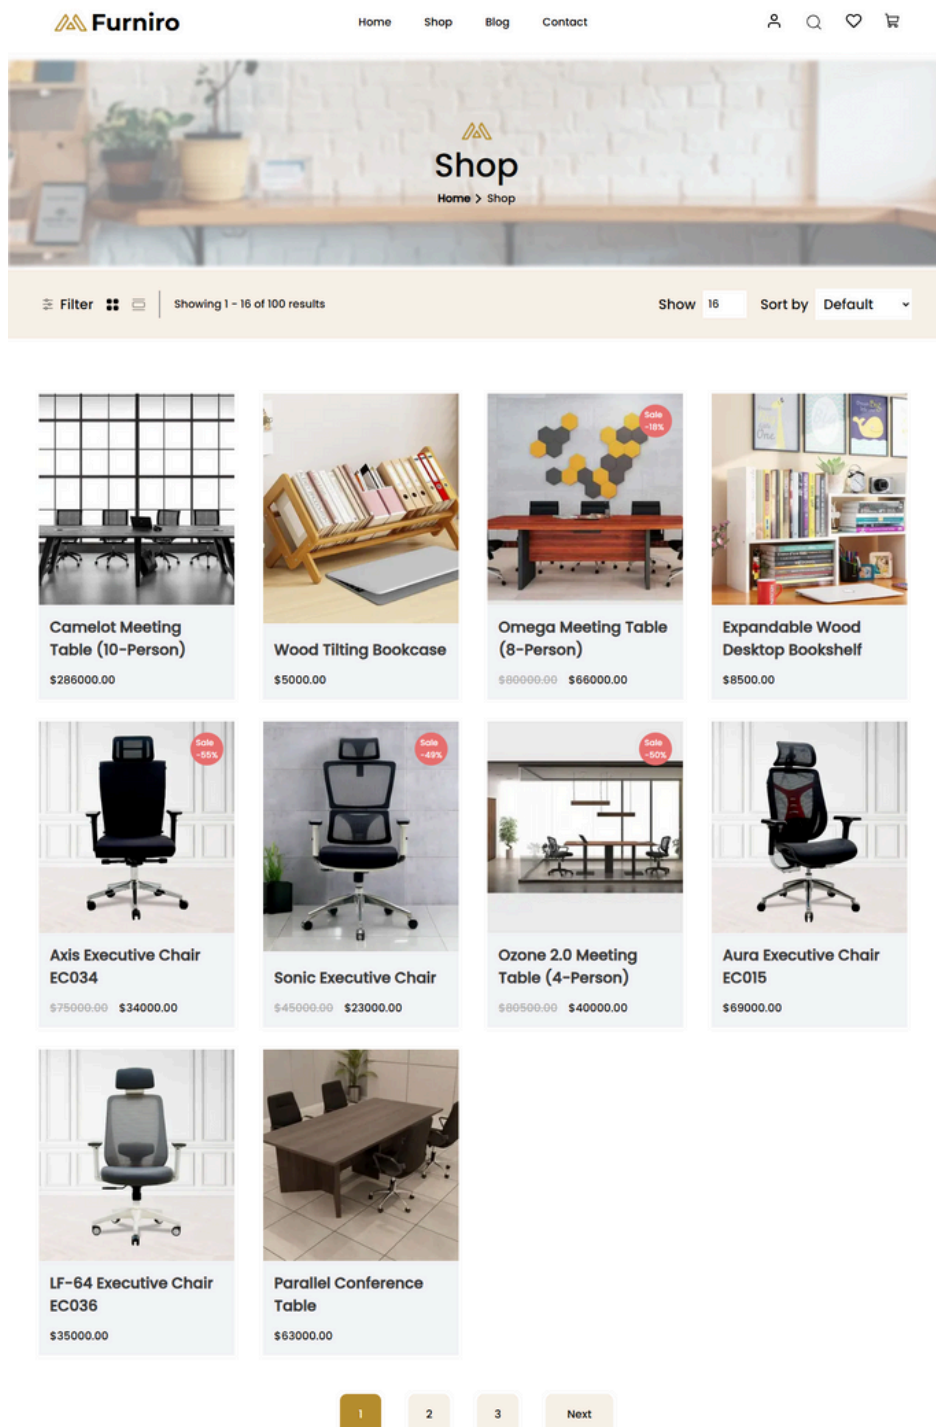 Furniro
Home Shop Blog Contact
Shop
Home > Shop
Filter
Showing 1 - 16 of 100 results
Show 16 Sort by Default
Sale
-18%
Camelot Meeting
Table (10-Person)
$286000.00
Wood Tilting Bookcase
$5000.00
Omega Meeting Table
(8-Person)
$80000.00 $66000.00
Expandable Wood
Desktop Bookshelf
$8500.00
Sale
-55%
Axis Executive Chair
EC034
$75000.00 $34000.00
Sale
-49%
Sonic Executive Chair
$45000.00 $23000.00
Sale
-50%
Ozone 2.0 Meeting
Table (4-Person)
$80500.00 $40000.00
Aura Executive Chair
EC015
$69000.00
LF-64 Executive Chair
EC036
$35000.00
Parallel Conference
Table
$63000.00
1 2 3 Next